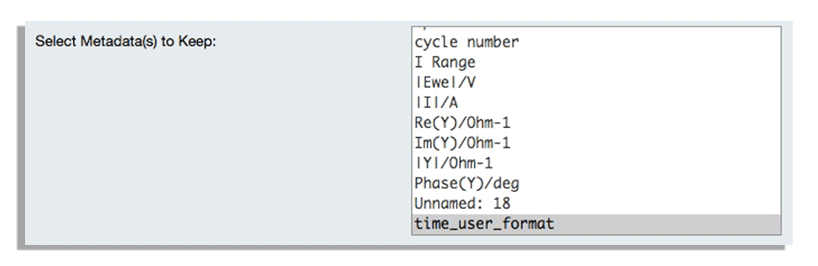 Select Metadata(s) to Keep:
cycle number
I Range
|Ewe|/V
|I|/A
Re(Y)/Ohm-1
Im(Y)/Ohm-1
|Y|/Ohm-1
Phase(Y)/deg
Unnamed: 18
time_user_format